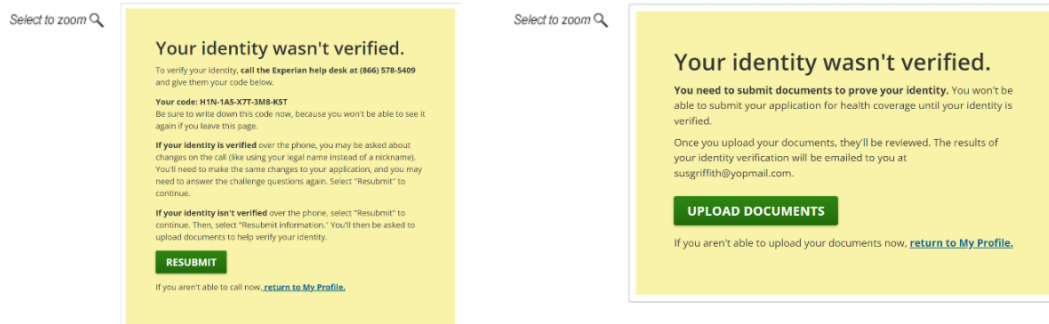 Select to zoom
Your identity wasn't verified.
To verify your identity, call the Experian help desk at (866) 578-5409
and give them your code below.
Your code: H1N-1A5-X7T-3M8-K5T
Be sure to write down this code now, because you won't be able to see it
again if you leave this page.
If your identity is verified over the phone, you may be asked about
changes on the call (like using your legal name instead of a nickname).
You'll need to make the same changes to your application, and you may
need to answer the challenge questions again. Select "Resubmit" to
continue.
If your identity isn't verified over the phone, select "Resubmit" to
continue. Then, select "Resubmit information." You'll then be asked to
upload documents to help verify your identity.
RESUBMIT
If you aren't able to call now, return to My Profile.
Select to zoom
Your identity wasn't verified.
You need to submit documents to prove your identity. You won't be
able to submit your application for health coverage until your identity is
verified.
Once you upload your documents, they'll be reviewed. The results of
your identity verification will be emailed to you at
susgriffith@yopmail.com.
UPLOAD DOCUMENTS
If you aren't able to upload your documents now, return to My Profile.